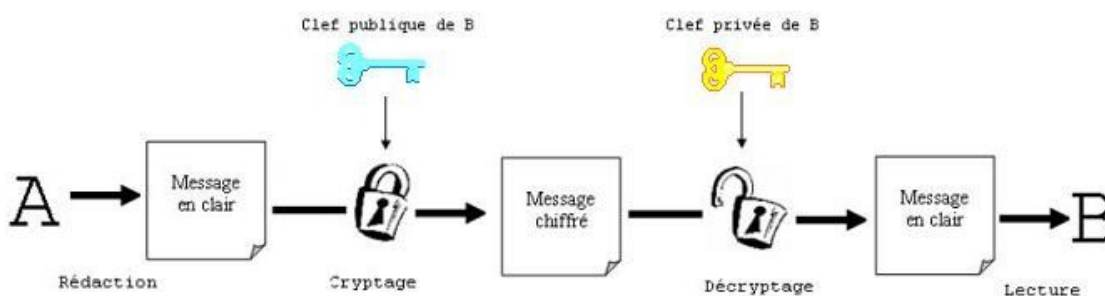 Clef publique de B
Clef privée de B
A
Message
en clair
Message
chiffré
Message
en clair
B
Rédaction
Cryptage
Décryptage
Lecture